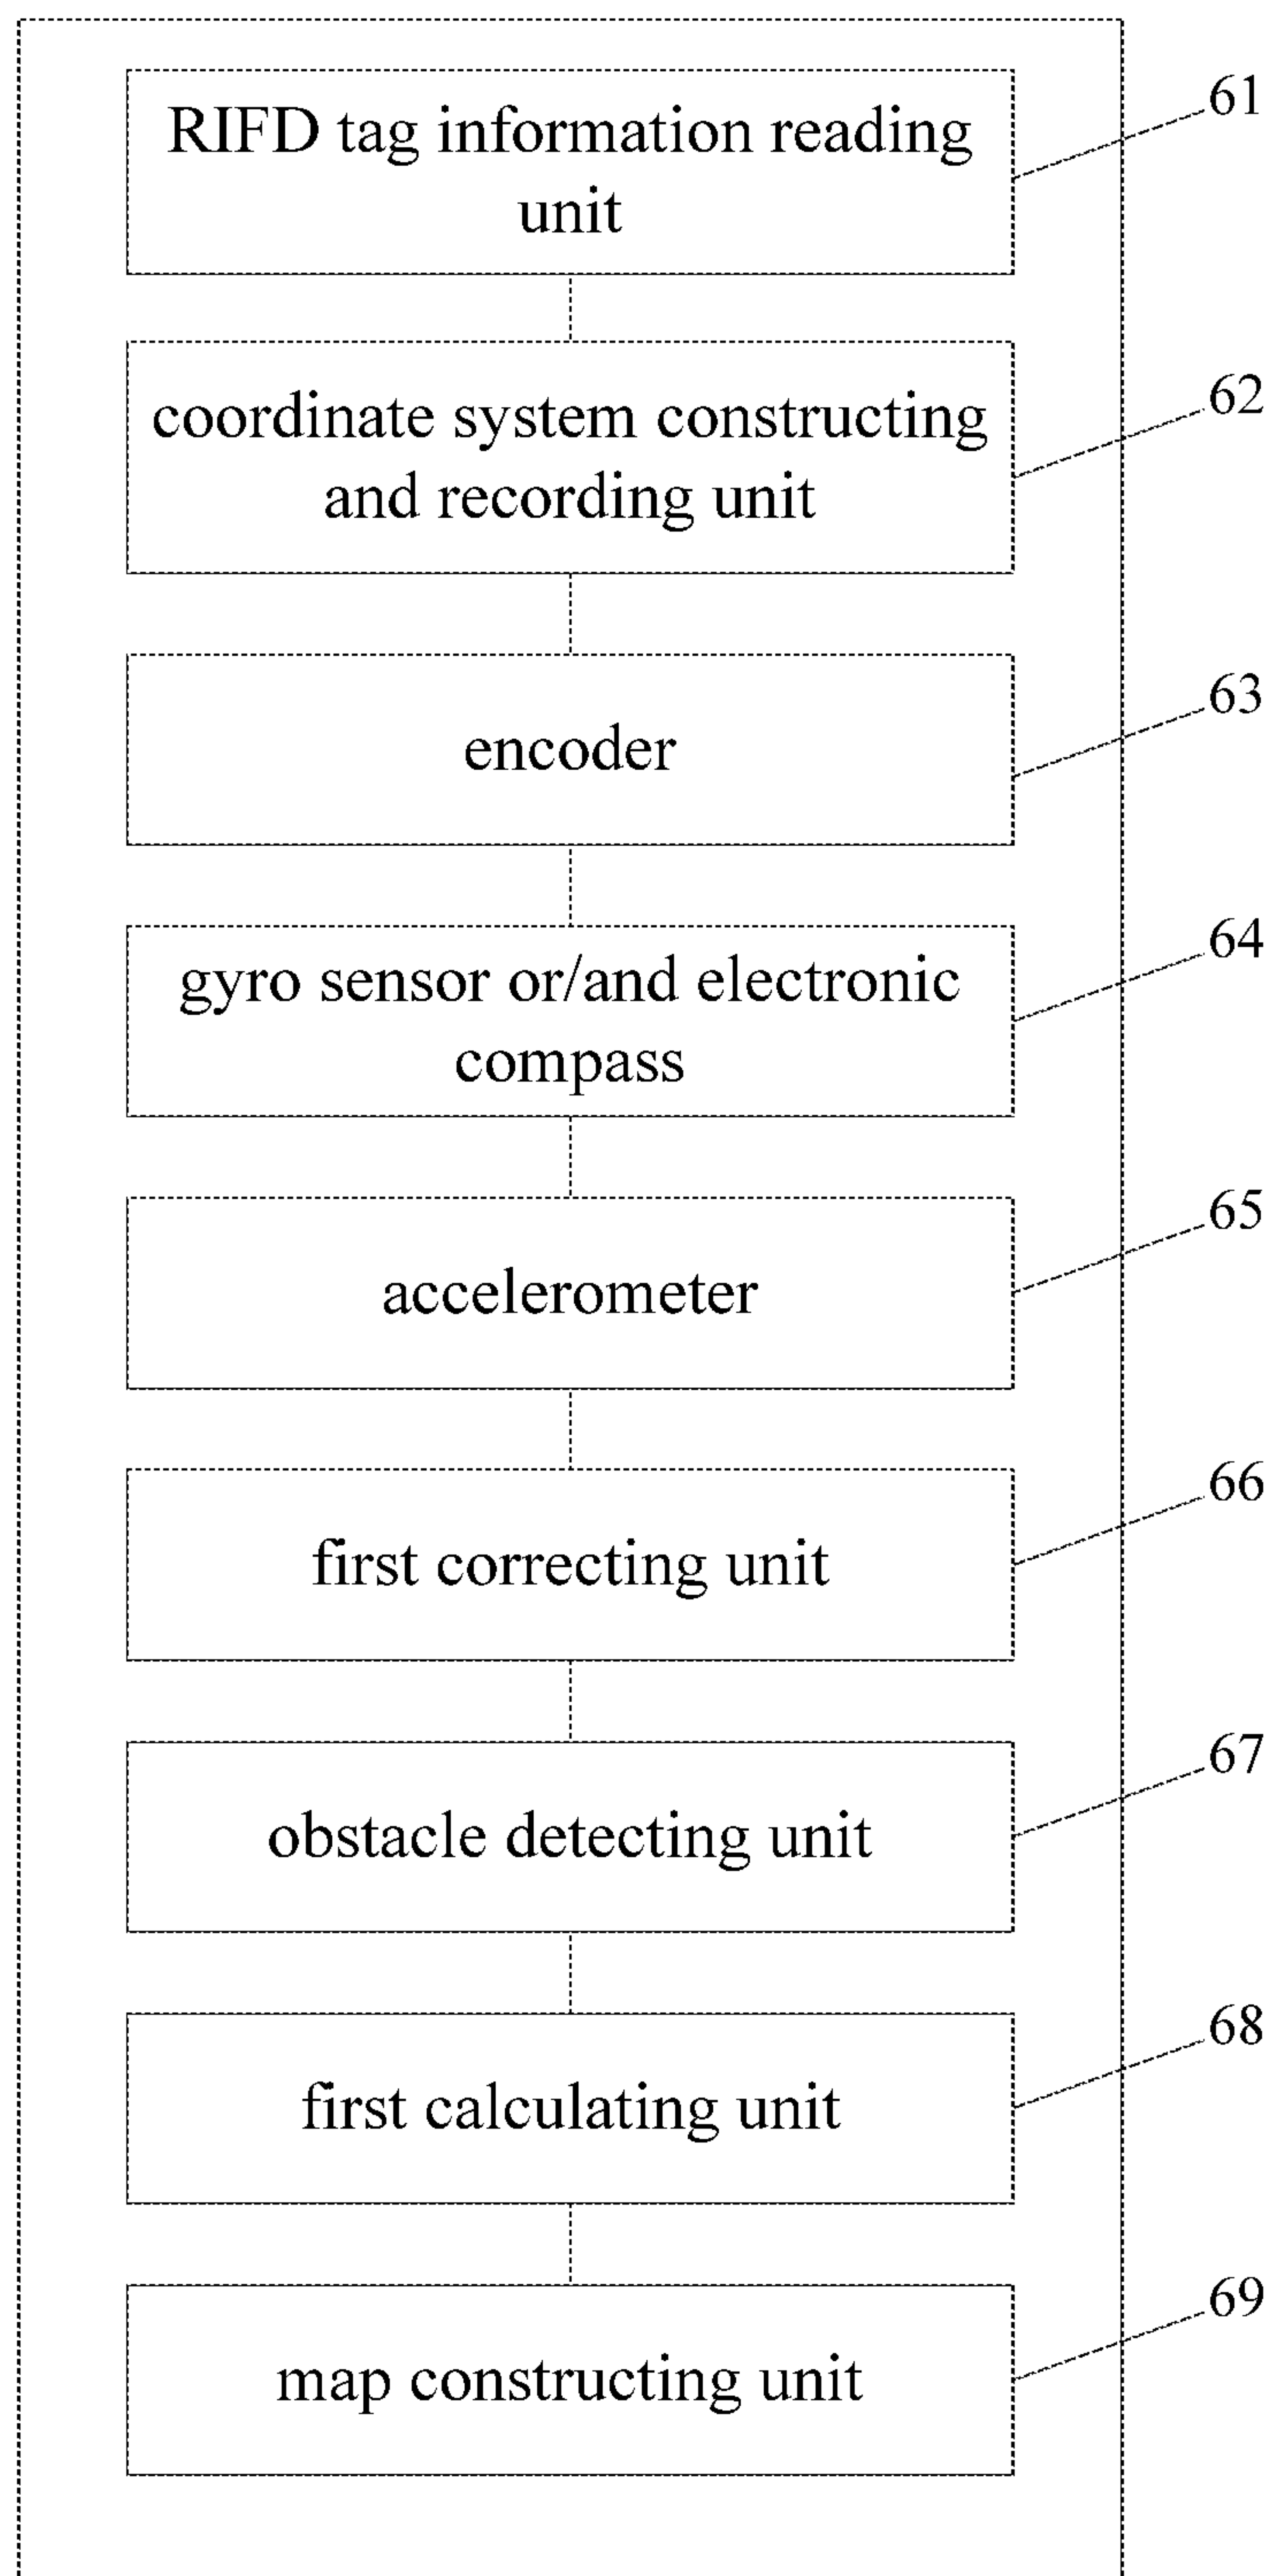 RIFD tag information reading
unit
61
coordinate system constructing
and recording unit
62
encoder
63
gyro sensor or/and electronic
compass
64
accelerometer
65
first correcting unit
66
obstacle detecting unit
67
first calculating unit
68
map constructing unit
69